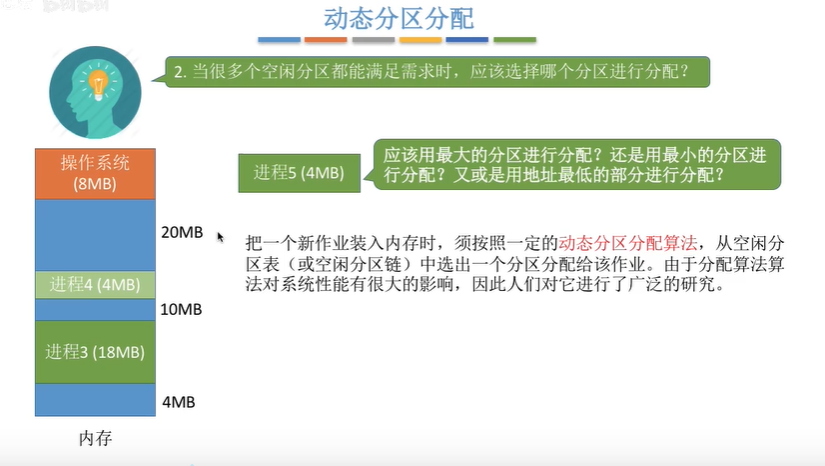 动态分区分配
2. 当很多个空闲分区都能满足需求时，应该选择哪个分区进行分配？
操作系统
(8MB)
20MB
进程4 (4MB)
10MB
进程3 (18MB)
4MB
内存
进程5 (4MB)
应该用最大的分区进行分配？还是用最小的分区进
行分配？又或是用地址最低的部分进行分配？
把一个新作业装入内存时，须按照一定的动态分区分配算法，从空闲分
区表（或空闲分区链）中选出一个分区分配给该作业。由于分配算法算
法对系统性能有很大的影响，因此人们对它进行了广泛的研究。